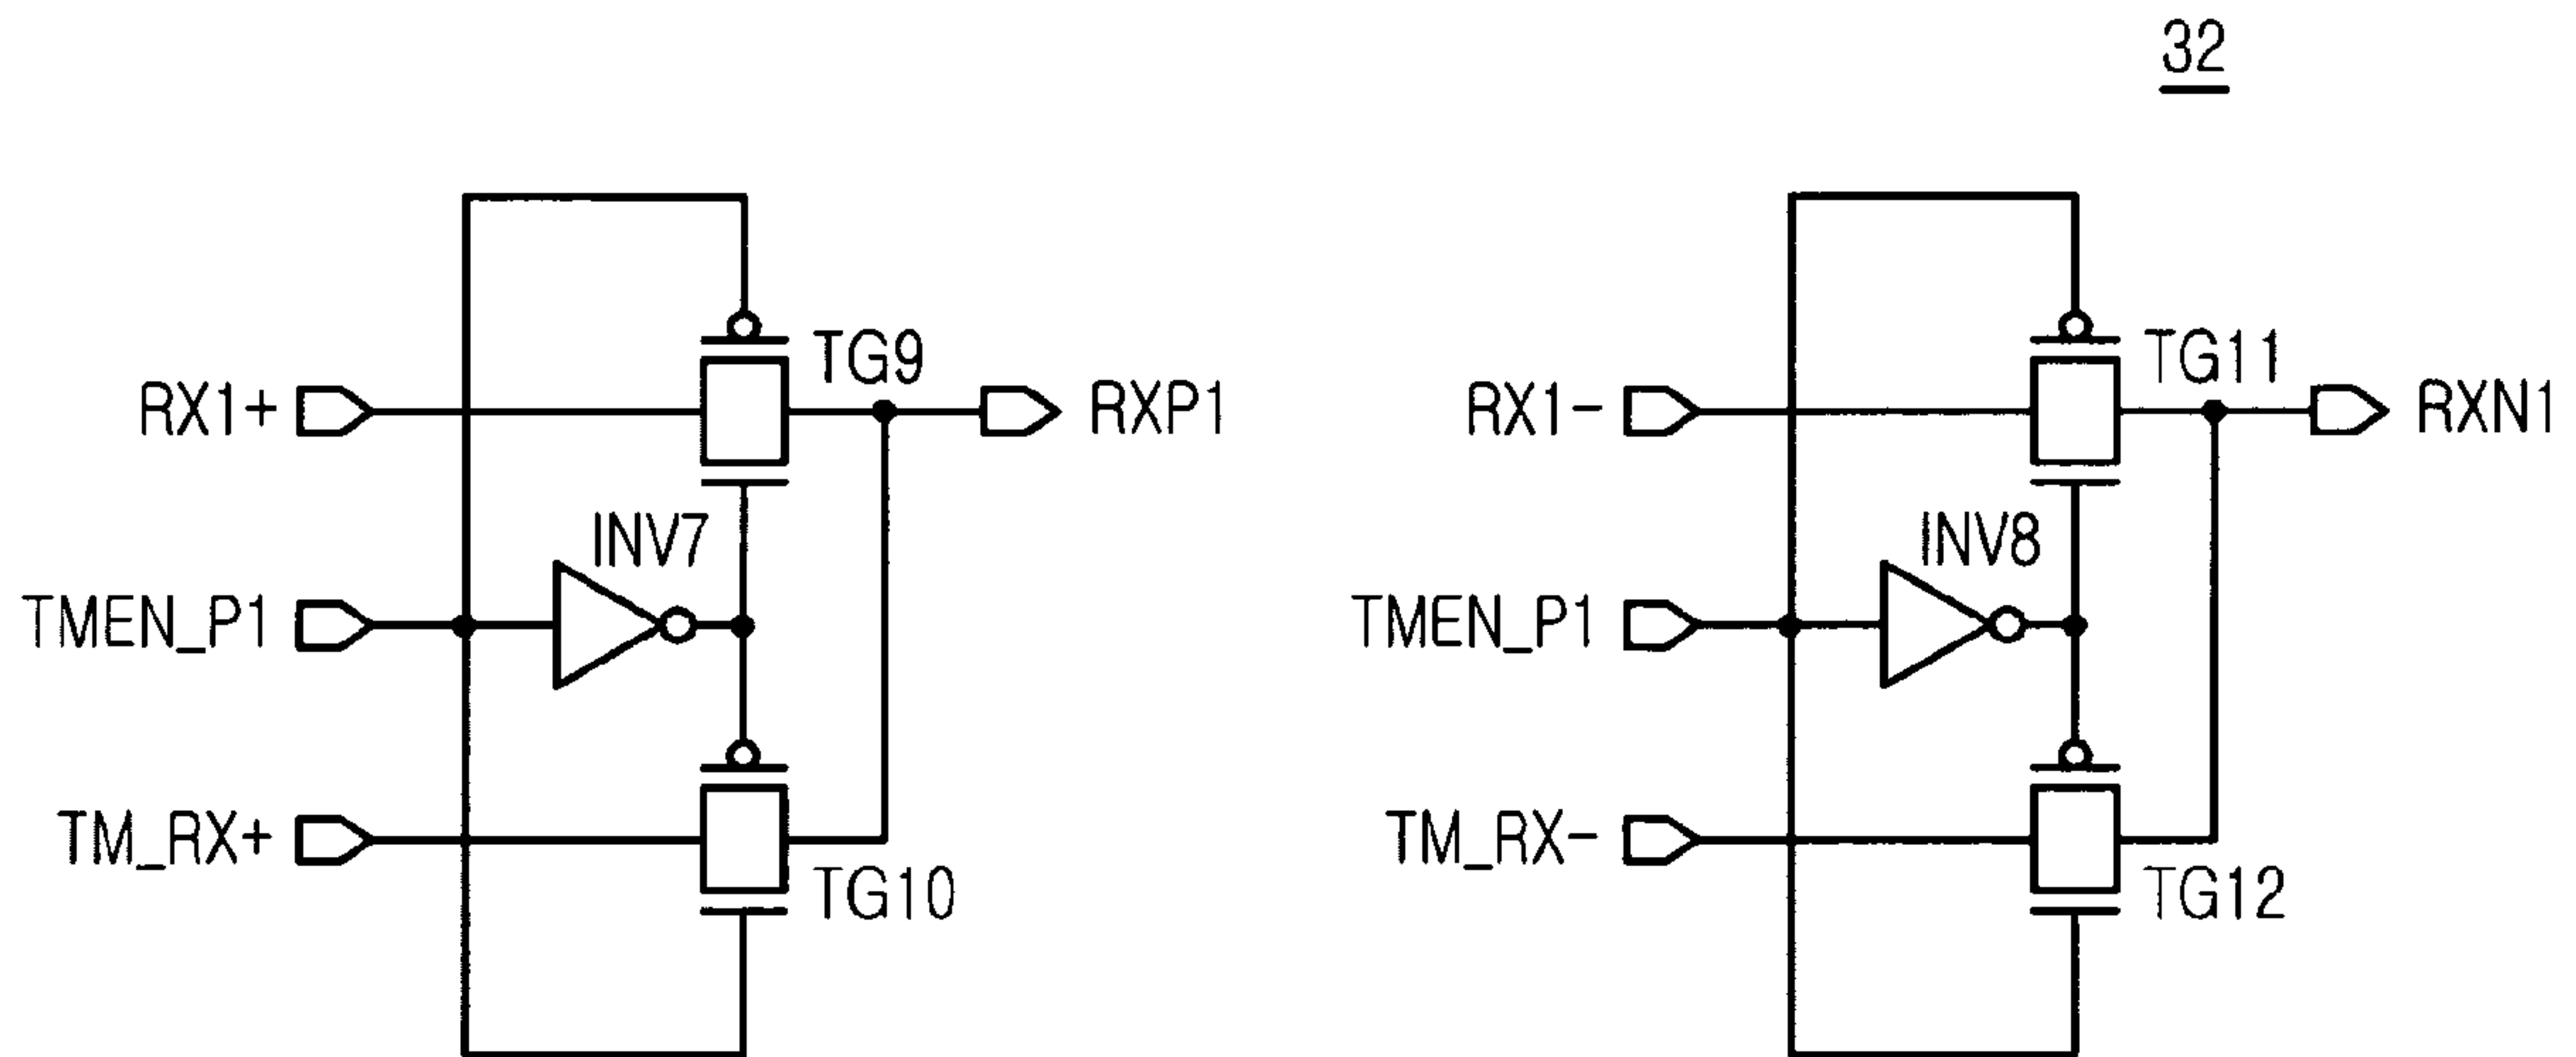 32
RX1+
TG9
RXP1
INV7
TMEN_P1
TM_RX+
TG10
RX1-
TG11
RXN1
INV8
TMEN_P1
TM_RX-
TG12